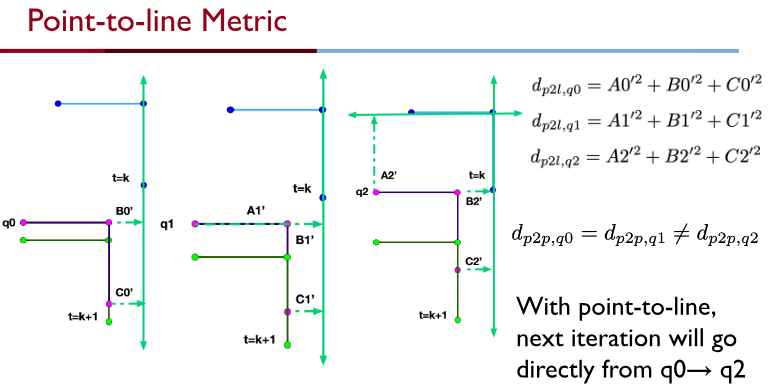 Point-to-line Metric
t=k
q0
B0'
C0'
t=k+1
t=k
q1
A1'
B1'
C1'
t=k+1
A2'
t=k
q2
B2'
C2'
t=k+1
d_{p2l,q0} = A0'^2 + B0'^2 + C0'^2
d_{p2l,q1} = A1'^2 + B1'^2 + C1'^2
d_{p2l,q2} = A2'^2 + B2'^2 + C2'^2
d_{p2p,q0} = d_{p2p,q1} ≠ d_{p2p,q2}
With point-to-line,
next iteration will go
directly from q0→ q2